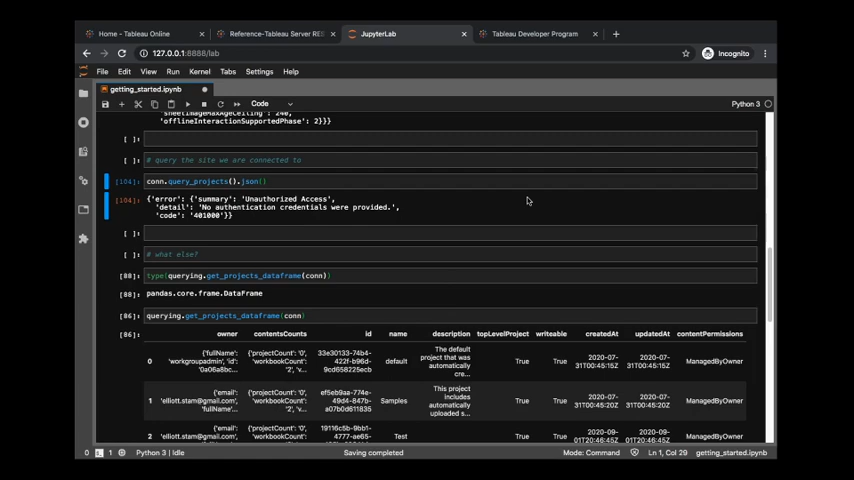 Home - Tableau Online
Reference-Tableau Server RES
JupyterLab
Tableau Developer Program
127.0.0.1:8888/lab
Incognito
File Edit View Run Kernel Tabs Settings Help
getting_started.ipynb
Code
Python 3
'sheetImageMaxAgeCeiling': 240,
'offlineInteractionSupportedPhase': 2}}}
[ ]:
[ ]: # query the site we are connected to
[104]: conn.query_projects().json()
[104]: {'error': {'summary': 'Unauthorized Access',
'detail': 'No authentication credentials were provided.',
'code': '401000'}}
[ ]:
[ ]: # what else?
[88]: type(querying.get_projects_dataframe(conn))
[88]: pandas.core.frame.DataFrame
[86]: querying.get_projects_dataframe(conn)
[86]: owner contentsCounts id name description topLevelProject writeable createdAt updatedAt contentPermissions
0 {'fullName': 'workgroupadmin', 'id': '0a06a8bc... {'projectCount': '0', 'workbookCount': '2', 'v... 33e30133-74b4-422f-b96d-9cd658225ecb default The default project that was automatically cre... True True 2020-07-31T00:45:15Z 2020-07-31T00:45:15Z ManagedByOwner
1 {'email': 'elliott.stam@gmail.com', 'fullName'... {'projectCount': '0', 'workbookCount': '2', 'v... ef5eb9aa-774e-49d4-847b-a07b0d611835 Samples This project includes automatically uploaded s... True True 2020-07-31T00:45:20Z 2020-07-31T00:45:20Z ManagedByOwner
2 {'email': 'elliott.stam@gmail.com', {'projectCount': '0', 'workbookCount': '2', 19116c5b-9bb1-4777-ae65- Test True True 2020-09-01T20:46:45Z 2020-09-01T20:46:45Z ManagedByOwner
0 1 Python 3 | Idle Saving completed Mode: Command Ln 1, Col 29 getting_started.ipynb